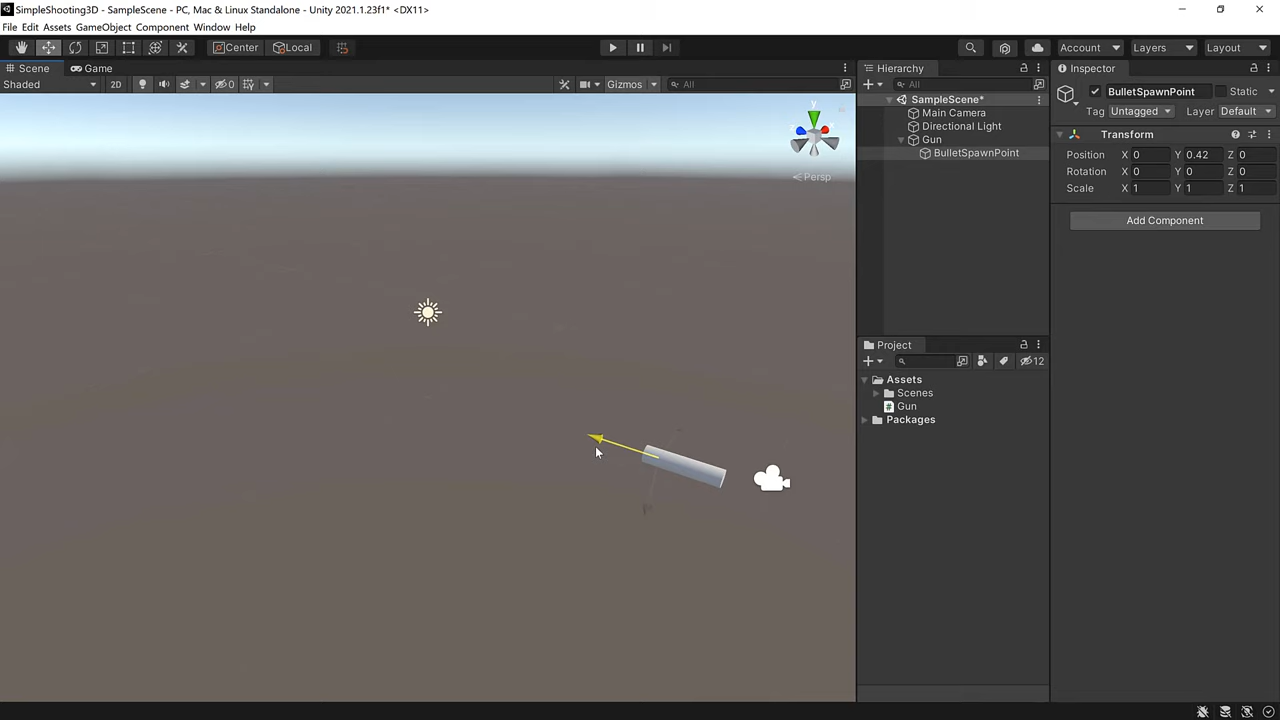 SimpleShooting3D - SampleScene - PC, Mac & Linux Standalone - Unity 2021.1.23f1* <DX11>
File Edit Assets GameObject Component Window Help
Center Local Account Layers Layout
Scene Game
Shaded 2D 0 Gizmos All
y
Persp
Hierarchy
All
SampleScene*
Main Camera
Directional Light
Gun
BulletSpawnPoint
Project
12
Assets
Scenes
Gun
Packages
Inspector
BulletSpawnPoint Static
Tag Untagged Layer Default
Transform
Position X 0 Y 0.42 Z 0
Rotation X 0 Y 0 Z 0
Scale X 1 Y 1 Z 1
Add Component